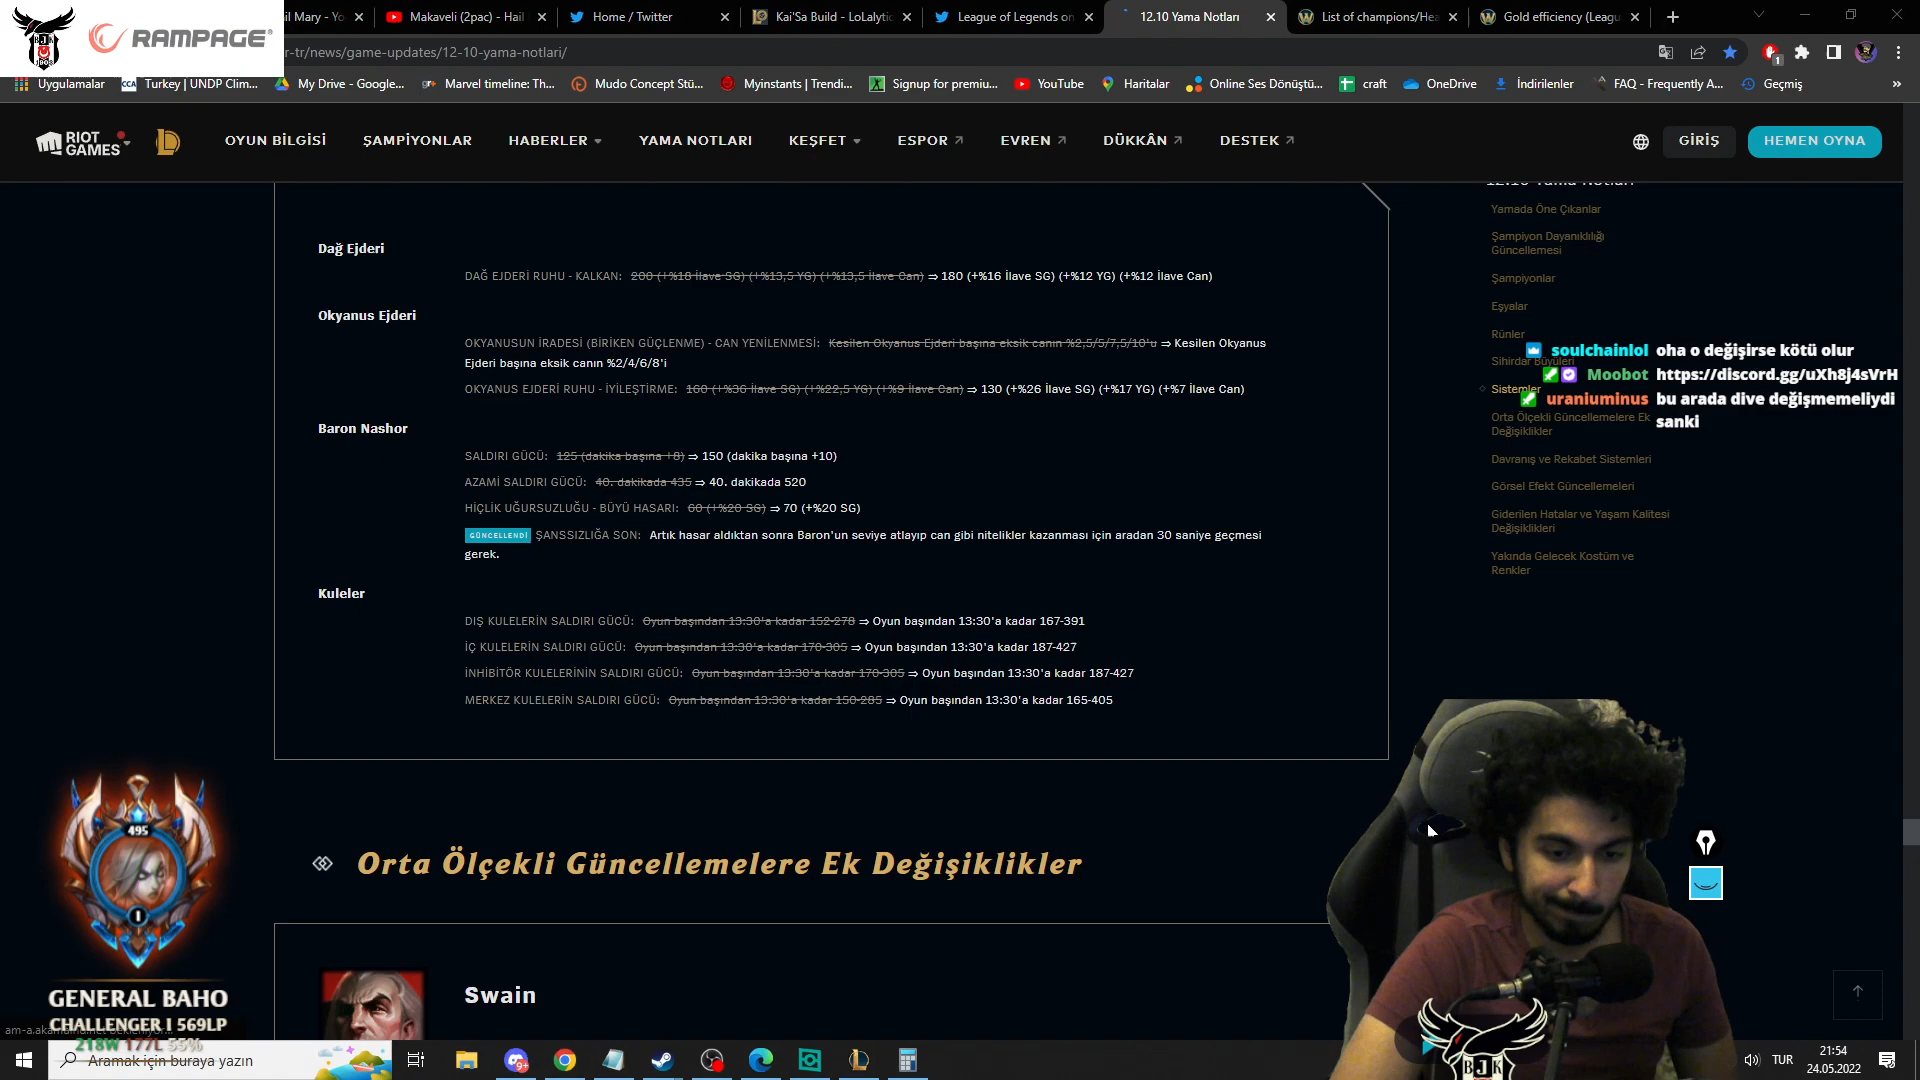 RAMPAGE
ail Mary - Yo
Makaveli (2pac) - Hail
Home / Twitter
Kai'Sa Build - LoLalytic
League of Legends on
12.10 Yama Notları
List of champions/Hea
Gold efficiency (Leagu
r-tr/news/game-updates/12-10-yama-notlari/
Uygulamalar
Turkey | UNDP Clim...
My Drive - Google...
Marvel timeline: Th...
Mudo Concept Stü...
Myinstants | Trendi...
Signup for premiu...
YouTube
Haritalar
Online Ses Dönüştü...
craft
OneDrive
İndirilenler
FAQ - Frequently A...
Geçmiş
RIOT GAMES
OYUN BİLGİSİ
ŞAMPİYONLAR
HABERLER
YAMA NOTLARI
KEŞFET
ESPOR
EVREN
DÜKKÂN
DESTEK
GİRİŞ
HEMEN OYNA
Dağ Ejderi
DAĞ EJDERİ RUHU - KALKAN: 200 (+%18 İlave SG) (+%13,5 YG) (+%13,5 İlave Can) ⇒ 180 (+%16 İlave SG) (+%12 YG) (+%12 İlave Can)
Okyanus Ejderi
OKYANUSUN İRADESİ (BİRİKEN GÜÇLENME) - CAN YENİLENMESİ: Kesilen Okyanus Ejderi başına eksik canın %2,5/5/7,5/10'u ⇒ Kesilen Okyanus
Ejderi başına eksik canın %2/4/6/8'i
OKYANUS EJDERİ RUHU - İYİLEŞTİRME: 160 (+%36 İlave SG) (+%22,5 YG) (+%9 İlave Can) ⇒ 130 (+%26 İlave SG) (+%17 YG) (+%7 İlave Can)
Baron Nashor
SALDIRI GÜCÜ: 125 (dakika başına +8) ⇒ 150 (dakika başına +10)
AZAMİ SALDIRI GÜCÜ: 40. dakikada 435 ⇒ 40. dakikada 520
HİÇLİK UĞURSUZLUĞU - BÜYÜ HASARI: 60 (+%20 SG) ⇒ 70 (+%20 SG)
GÜNCELLENDİ ŞANSSIZLIĞA SON: Artık hasar aldıktan sonra Baron'un seviye atlayıp can gibi nitelikler kazanması için aradan 30 saniye geçmesi
gerek.
Kuleler
DIŞ KULELERİN SALDIRI GÜCÜ: Oyun başından 13:30'a kadar 152-278 ⇒ Oyun başından 13:30'a kadar 167-391
İÇ KULELERİN SALDIRI GÜCÜ: Oyun başından 13:30'a kadar 170-305 ⇒ Oyun başından 13:30'a kadar 187-427
İNHİBİTÖR KULELERİNİN SALDIRI GÜCÜ: Oyun başından 13:30'a kadar 170-305 ⇒ Oyun başından 13:30'a kadar 187-427
MERKEZ KULELERİN SALDIRI GÜCÜ: Oyun başından 13:30'a kadar 150-285 ⇒ Oyun başından 13:30'a kadar 165-405
Orta Ölçekli Güncellemelere Ek Değişiklikler
Swain
12.10 Yama Notları
Yamada Öne Çıkanlar
Şampiyon Dayanıklılığı
Güncellemesi
Şampiyonlar
Eşyalar
Rünler
Sihirdar Büyüleri
Sistemler
Orta Ölçekli Güncellemelere Ek
Değişiklikler
Davranış ve Rekabet Sistemleri
Görsel Efekt Güncellemeleri
Giderilen Hatalar ve Yaşam Kalitesi
Değişiklikleri
Yakında Gelecek Kostüm ve
Renkler
soulchainlol oha o değişirse kötü olur
Moobot https://discord.gg/uXh8j4sVrH
uraniuminus bu arada dive değişmemeliydi
sanki
495
I
GENERAL BAHO
CHALLENGER I 569LP
218W 177L 55%
Aramak için buraya yazın
BJK
TUR
21:54
24.05.2022